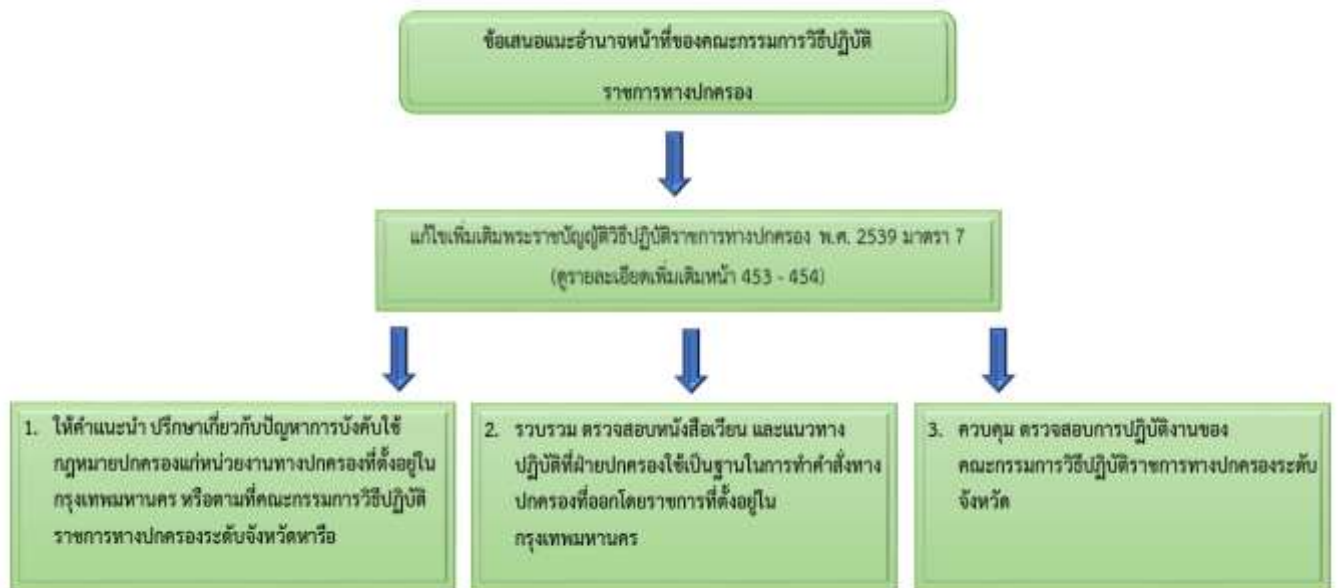 ข้อเสนอแนะอำนาจหน้าที่ของคณะกรรมการวิธีปฏิบัติ
ราชการทางปกครอง
แก้ไขเพิ่มเติมพระราชบัญญัติวิธีปฏิบัติราชการทางปกครอง พ.ศ. 2539 มาตรา 7
(ดูรายละเอียดเพิ่มเติมหน้า 453 - 454)
1. ให้คำแนะนำ ปรึกษาเกี่ยวกับปัญหาการบังคับใช้
กฎหมายปกครองแก่หน่วยงานทางปกครองที่ตั้งอยู่ใน
กรุงเทพมหานคร หรือตามที่คณะกรรมการวิธีปฏิบัติ
ราชการทางปกครองระดับจังหวัดหารือ
2. รวบรวม ตรวจสอบหนังสือเวียน และแนวทาง
ปฏิบัติที่ฝ่ายปกครองใช้เป็นฐานในการทำคำสั่งทาง
ปกครองที่ออกโดยราชการที่ตั้งอยู่ใน
กรุงเทพมหานคร
3. ควบคุม ตรวจสอบการปฏิบัติงานของ
คณะกรรมการวิธีปฏิบัติราชการทางปกครองระดับ
จังหวัด